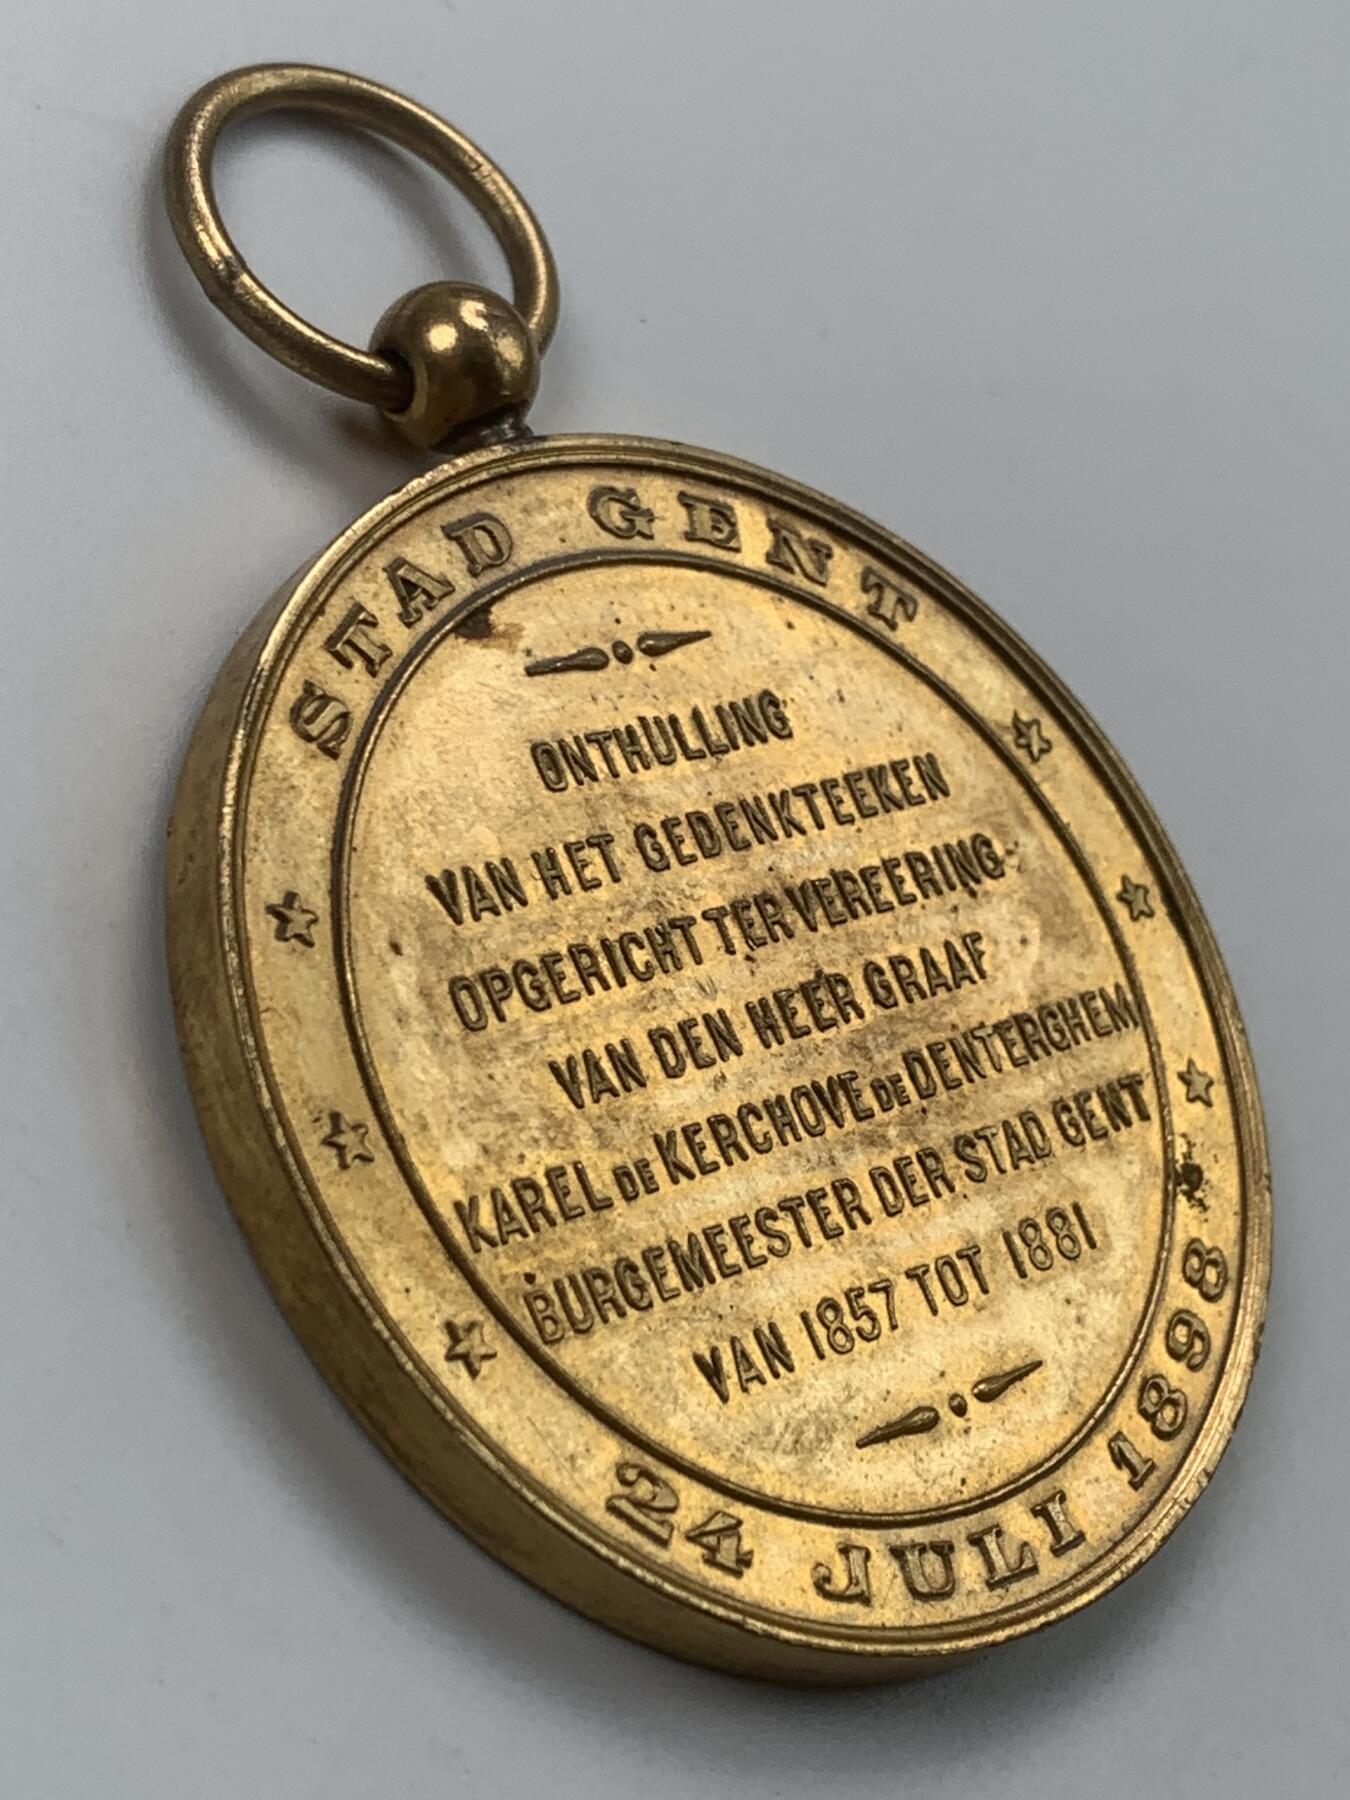 STAD GENT
ONTHULLING
VAN HET GEDENKTEEKEN
OPGERICHT TER VEREERING
VAN DEN HEER GRAAF
KAREL DE KERCHOVE DE DENTERGHEM
BURGEMEESTER DER STAD GENT
VAN 1857 TOT 1881
24 JULI 1898